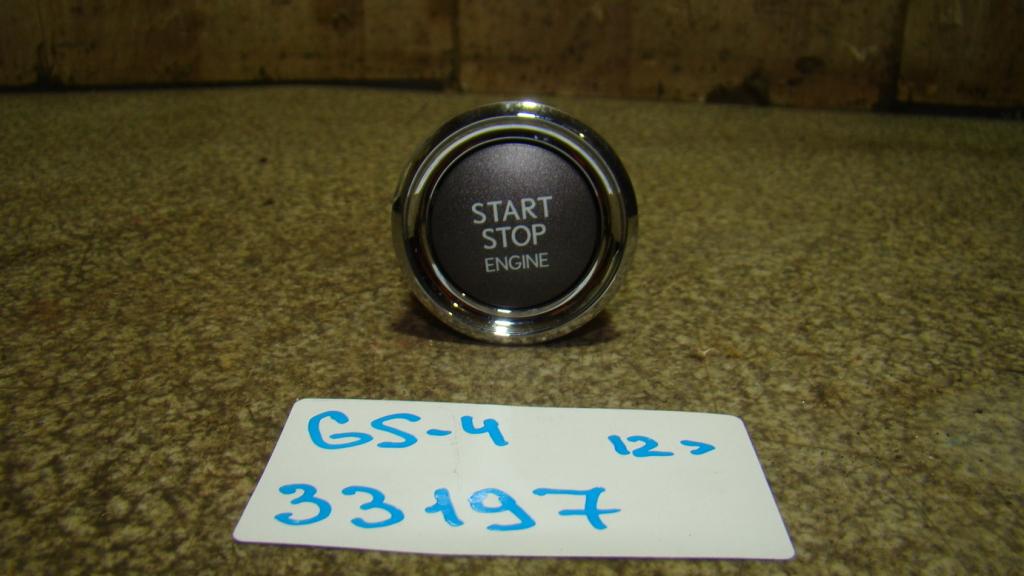 START
STOP
ENGINE
GS-4 12>
33197